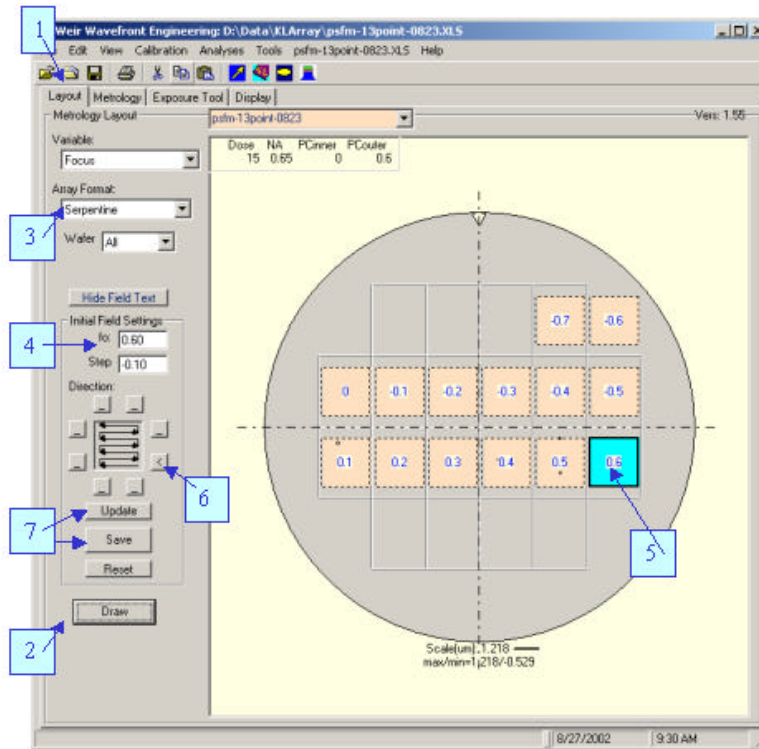 Weir Wavefront Engineering: D:\Data\KLArray\psfm-13point-0823.XLS
Edit View Calibration Analyses Tools psfm-13point-0823.XLS Help
1
Layout Metrology Exposure Tool Display
Metrology Layout
psfm-13point-0823
Vers: 1.55
Variable:
Focus
Dose NA PCinner PCouter
15 0.65 0 0.6
Array Format:
Serpentine
3
Wafer All
Hide Field Text
Initial Field Settings
4
fo: 0.60
Step -0.10
Direction:
<
6
7
Update
Save
Reset
Draw
2
-0.7 -0.6
0 -0.1 -0.2 -0.3 -0.4 -0.5
0.1 0.2 0.3 0.4 0.5 0.6
5
Scale(um): 1.218
max/min=1.218/-0.529
8/27/2002 9:30 AM